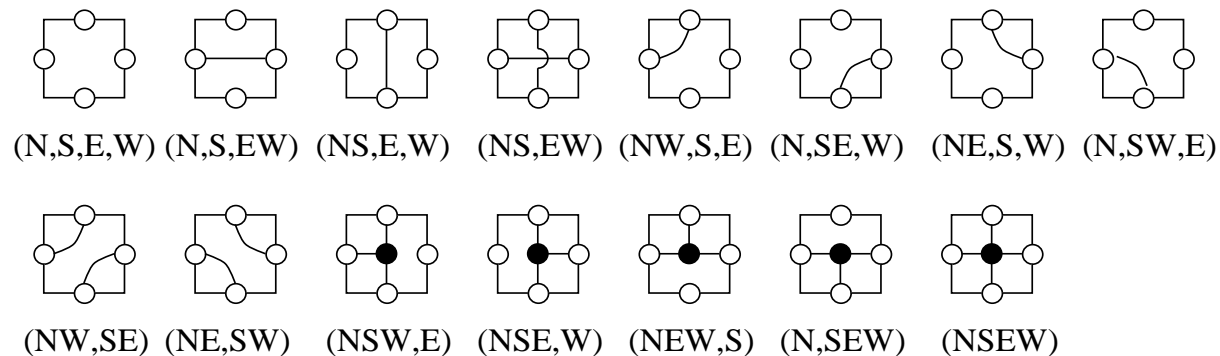 (N,S,E,W) (N,S,EW) (NS,E,W) (NS,EW) (NW,S,E) (N,SE,W) (NE,S,W) (N,SW,E)
(NW,SE) (NE,SW) (NSW,E) (NSE,W) (NEW,S) (N,SEW) (NSEW)